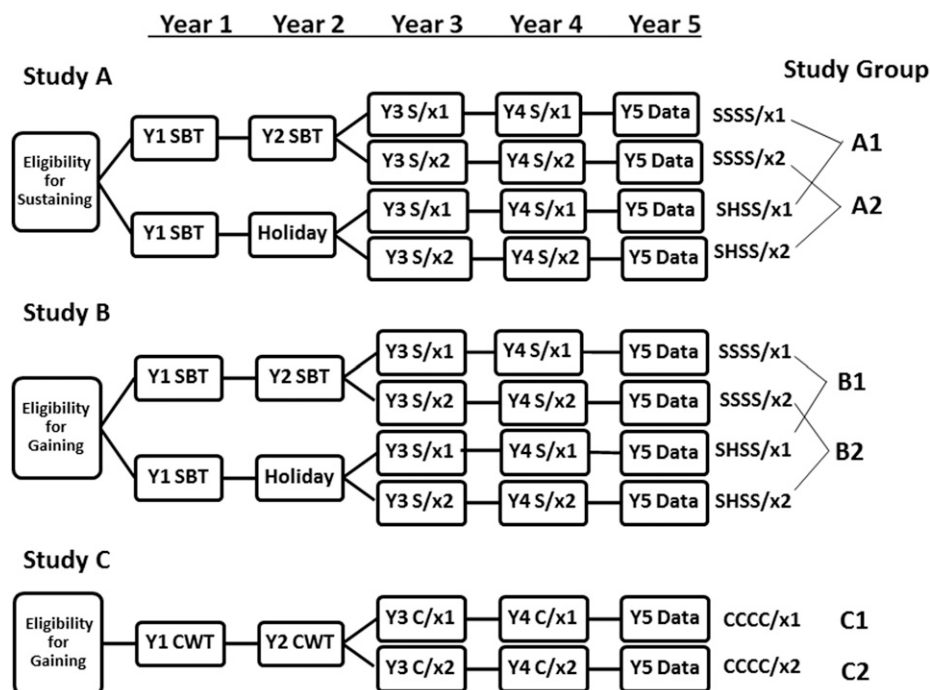 Year 1 Year 2 Year 3 Year 4 Year 5
Study A
Study Group
Eligibility
for
Sustaining
Y1 SBT Y2 SBT
Y3 S/x1 Y4 S/x1 Y5 Data SSSS/x1
Y3 S/x2 Y4 S/x2 Y5 Data SSSS/x2
Y1 SBT Holiday
Y3 S/x1 Y4 S/x1 Y5 Data SHSS/x1
Y3 S/x2 Y4 S/x2 Y5 Data SHSS/x2
A1
A2
Study B
Eligibility
for
Gaining
Y1 SBT Y2 SBT
Y3 S/x1 Y4 S/x1 Y5 Data SSSS/x1
Y3 S/x2 Y4 S/x2 Y5 Data SSSS/x2
Y1 SBT Holiday
Y3 S/x1 Y4 S/x1 Y5 Data SHSS/x1
Y3 S/x2 Y4 S/x2 Y5 Data SHSS/x2
B1
B2
Study C
Eligibility
for
Gaining
Y1 CWT Y2 CWT
Y3 C/x1 Y4 C/x1 Y5 Data CCCC/x1 C1
Y3 C/x2 Y4 C/x2 Y5 Data CCCC/x2 C2